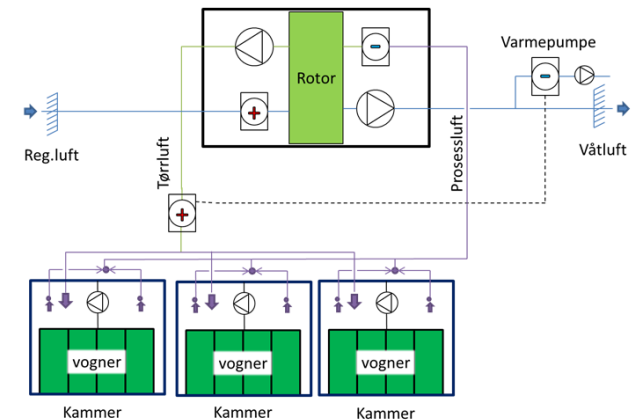 Varmepumpe
Rotor
Reg.luft
Tørrluft
Prosessluft
Våtluft
vogner
vogner
vogner
Kammer
Kammer
Kammer